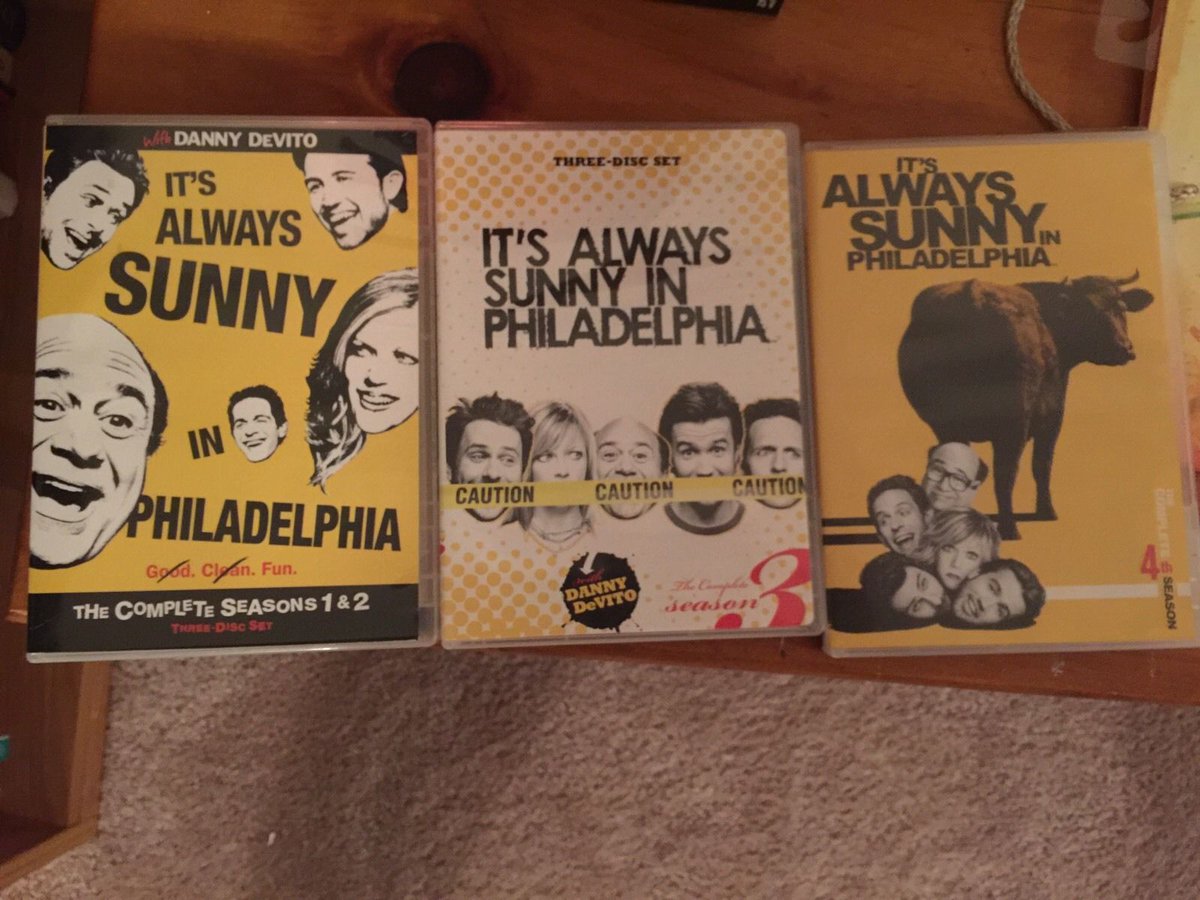 With DANNY DEVITO
IT'S
ALWAYS
SUNNY
IN
PHILADELPHIA
Good. Clean. Fun.
THE COMPLETE SEASONS 1 & 2
THREE-DISC SET
THREE-DISC SET
IT'S ALWAYS
SUNNY IN
PHILADELPHIA
CAUTION CAUTION CAUTION
with
DANNY
DEVITO
The Complete
season 3
IT'S
ALWAYS
SUNNY IN
PHILADELPHIA
THE COMPLETE
4th SEASON